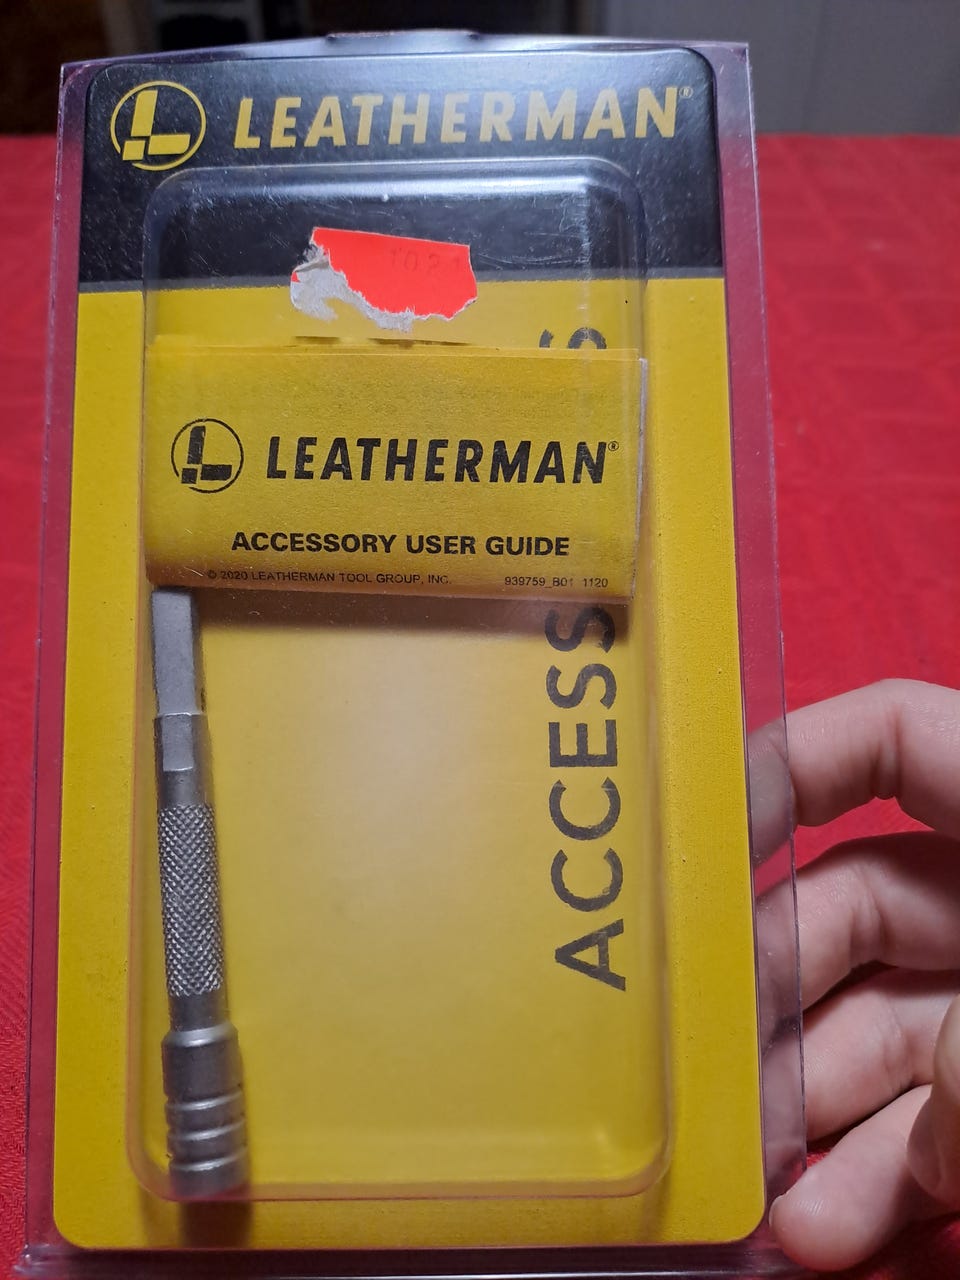 LEATHERMAN®
LEATHERMAN®
ACCESSORY USER GUIDE
© 2020 LEATHERMAN TOOL GROUP, INC. 939759_B01 1120
ACCESS S